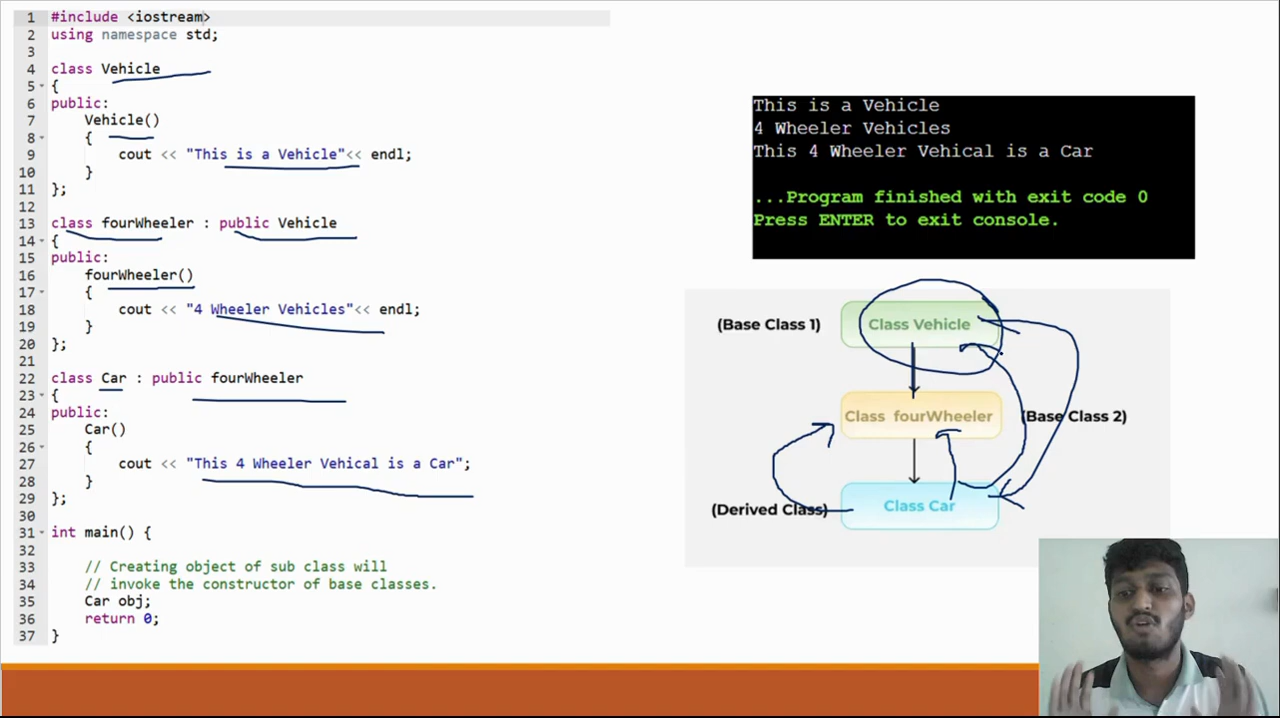 1 #include <iostream>
2 using namespace std;
3
4 class Vehicle
5 {
6 public:
7 Vehicle()
8 {
9 cout << "This is a Vehicle"<< endl;
10 }
11 };
12
13 class fourWheeler : public Vehicle
14 {
15 public:
16 fourWheeler()
17 {
18 cout << "4 Wheeler Vehicles"<< endl;
19 }
20 };
21
22 class Car : public fourWheeler
23 {
24 public:
25 Car()
26 {
27 cout << "This 4 Wheeler Vehical is a Car";
28 }
29 };
30
31 int main() {
32
33 // Creating object of sub class will
34 // invoke the constructor of base classes.
35 Car obj;
36 return 0;
37 }
This is a Vehicle
4 Wheeler Vehicles
This 4 Wheeler Vehical is a Car
...Program finished with exit code 0
Press ENTER to exit console.
(Base Class 1) Class Vehicle
Class fourWheeler (Base Class 2)
(Derived Class) Class Car